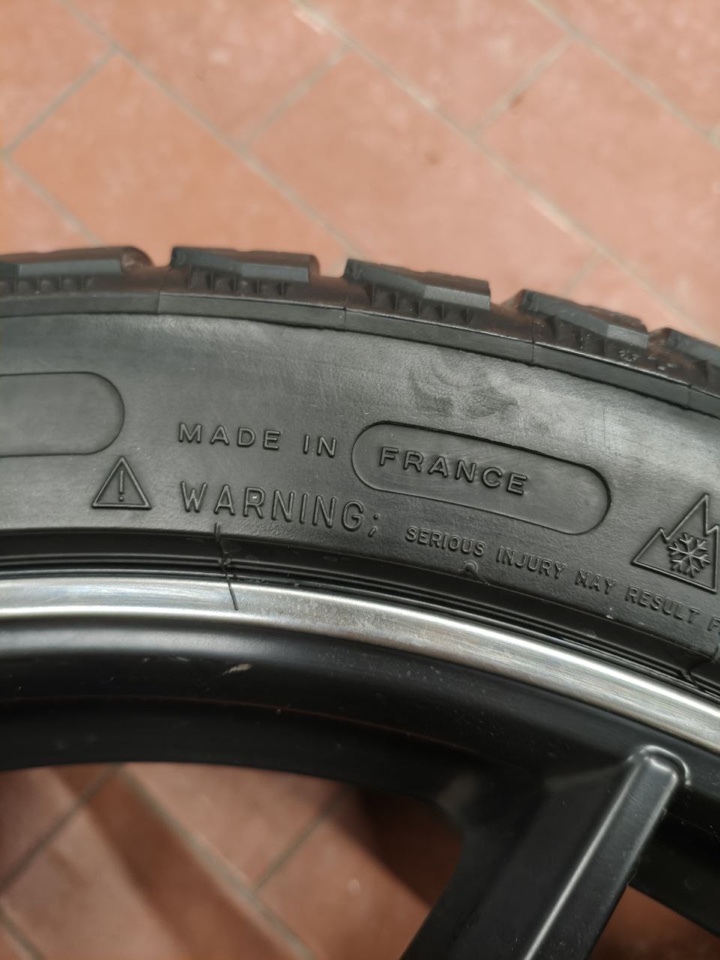 MADE IN FRANCE
WARNING; SERIOUS INJURY MAY RESULT